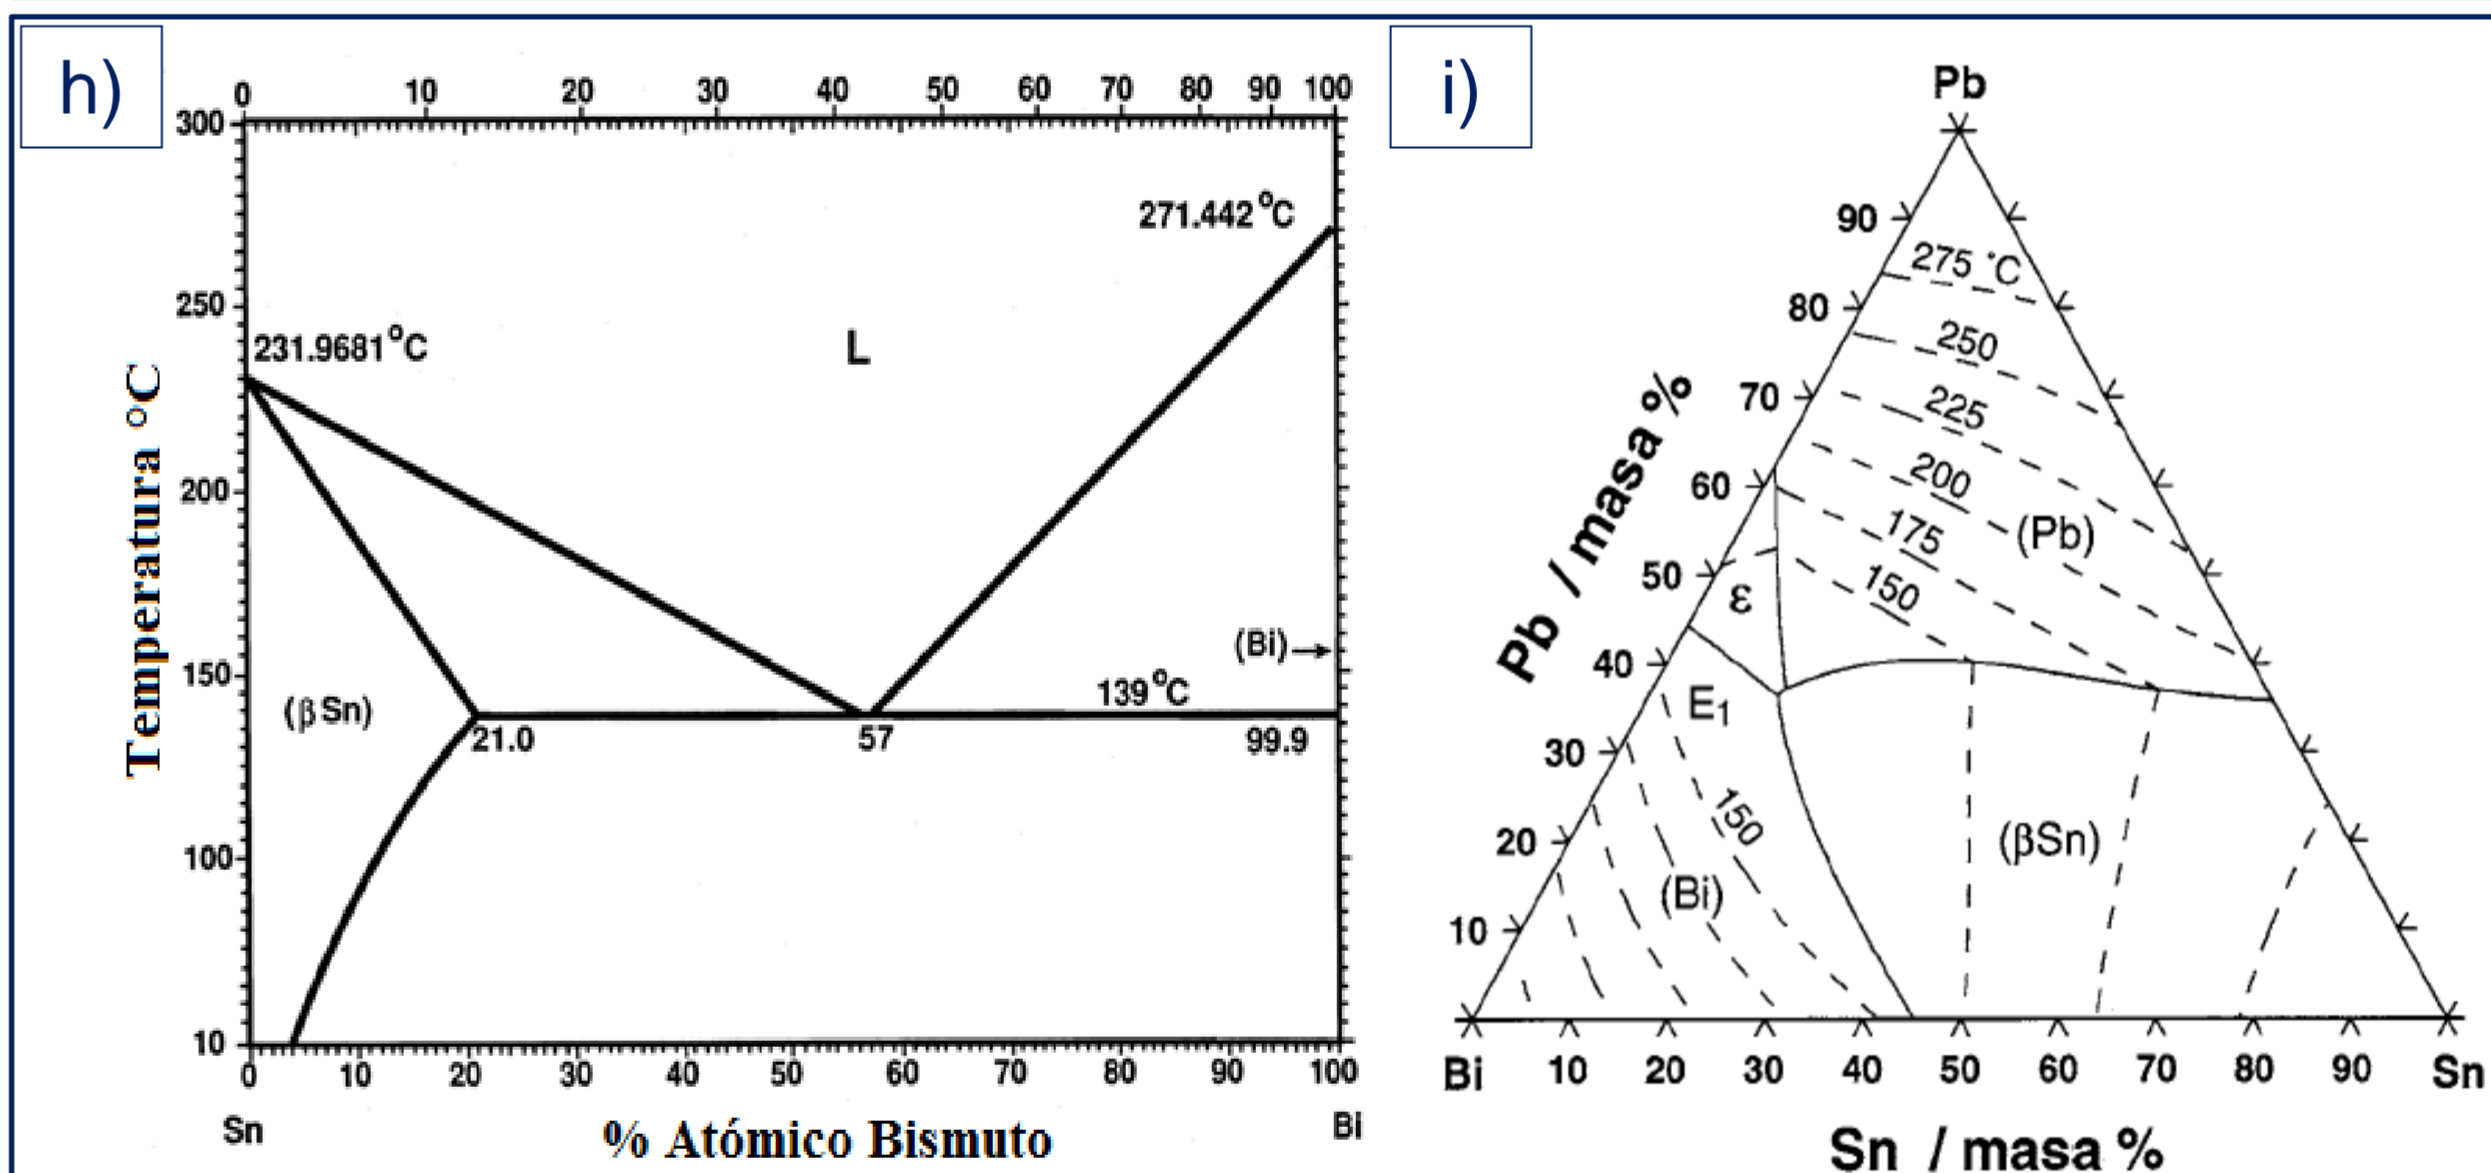 h)
0 10 20 30 40 50 60 70 80 90 100
300
250
200
150
100
10
Temperatura °C
271.442 °C
231.9681 °C
L
(Bi)→
139 °C
(β Sn)
21.0 57 99.9
0 10 20 30 40 50 60 70 80 90 100
Sn
% Atómico Bismuto
Bi
i)
Pb
90
80
70
60
50
40
30
20
10
Pb / masa %
275 °C
250
225
200
(Pb)
175
150
ε
E1
150
(βSn)
(Bi)
Bi 10 20 30 40 50 60 70 80 90 Sn
Sn / masa %